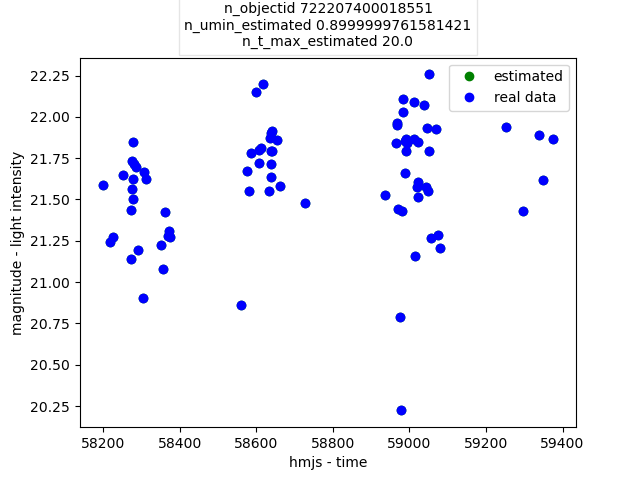 n_objectid 722207400018551
n_umin_estimated 0.8999999761581421
n_t_max_estimated 20.0
estimated
real data
magnitude - light intensity
22.25
22.00
21.75
21.50
21.25
21.00
20.75
20.50
20.25
58200 58400 58600 58800 59000 59200 59400
hmjs - time